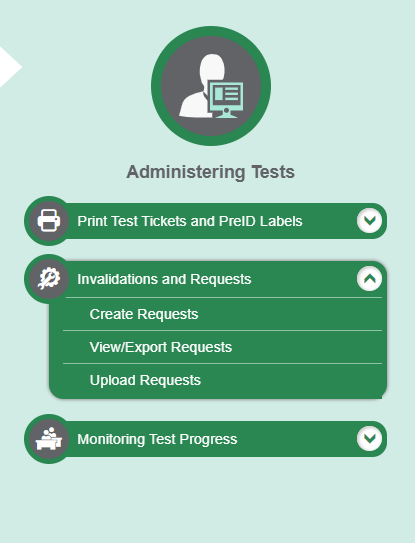 Administering Tests
Print Test Tickets and PreID Labels
Invalidations and Requests
Create Requests
View/Export Requests
Upload Requests
Monitoring Test Progress